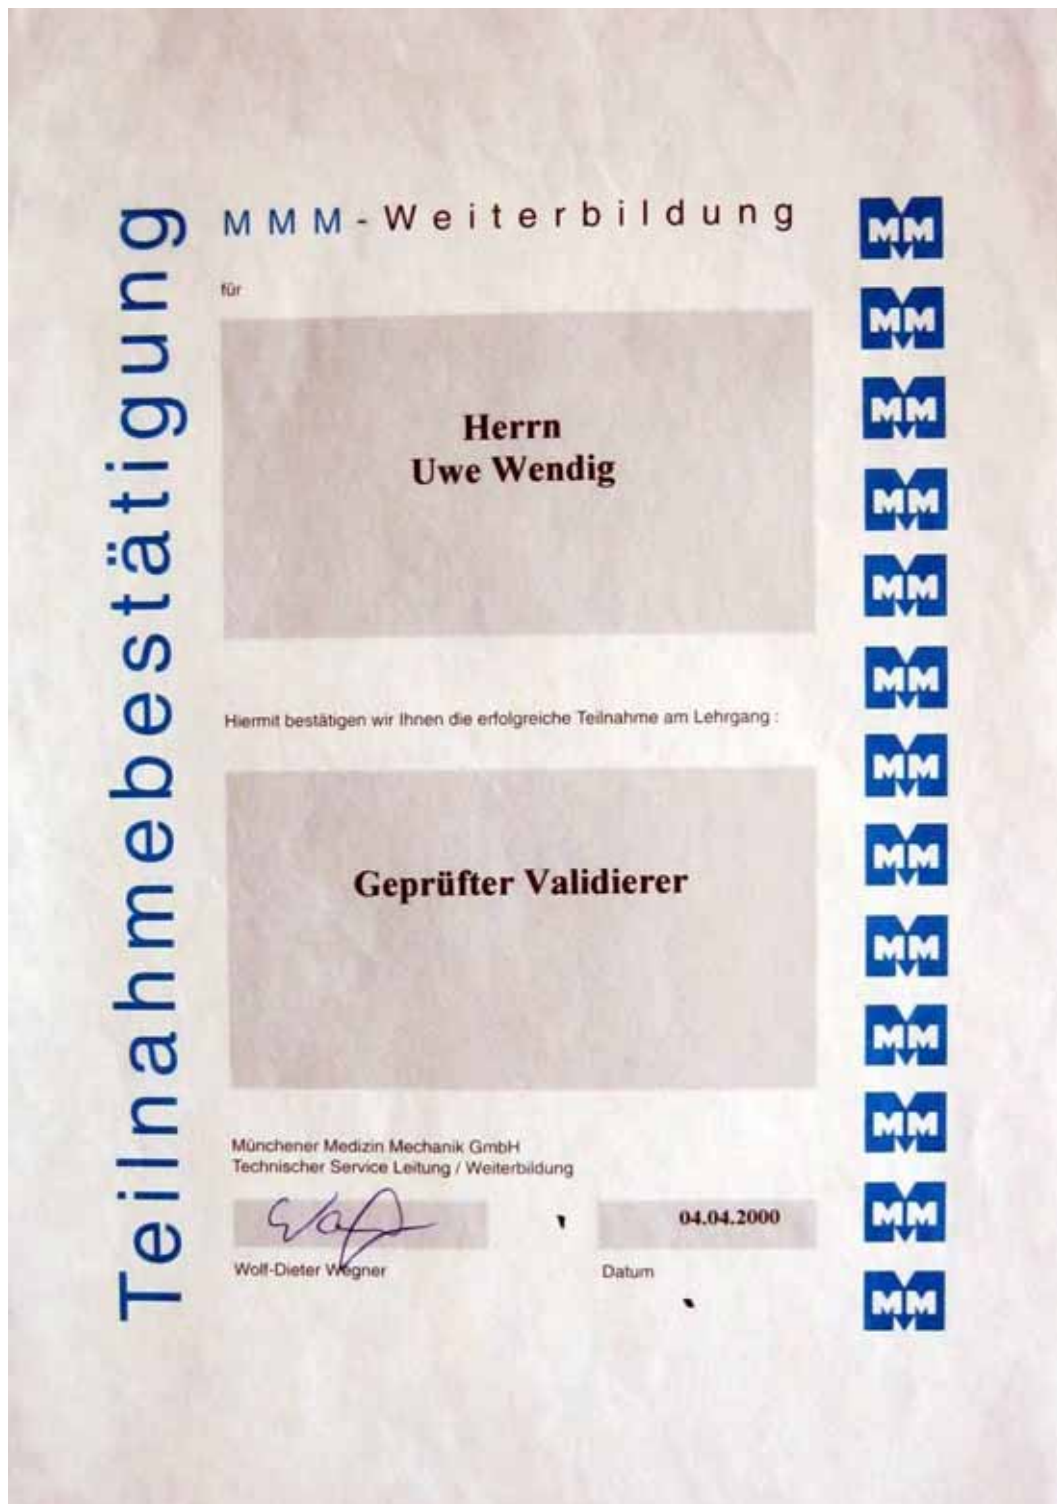 Teilnahmebestätigung
MMM-Weiterbildung
für
Herrn
Uwe Wendig
Hiermit bestätigen wir Ihnen die erfolgreiche Teilnahme am Lehrgang :
Geprüfter Validierer
Münchener Medizin Mechanik GmbH
Technischer Service Leitung / Weiterbildung
04.04.2000
Wolf-Dieter Wegner
Datum
MM
MM
MM
MM
MM
MM
MM
MM
MM
MM
MM
MM
MM